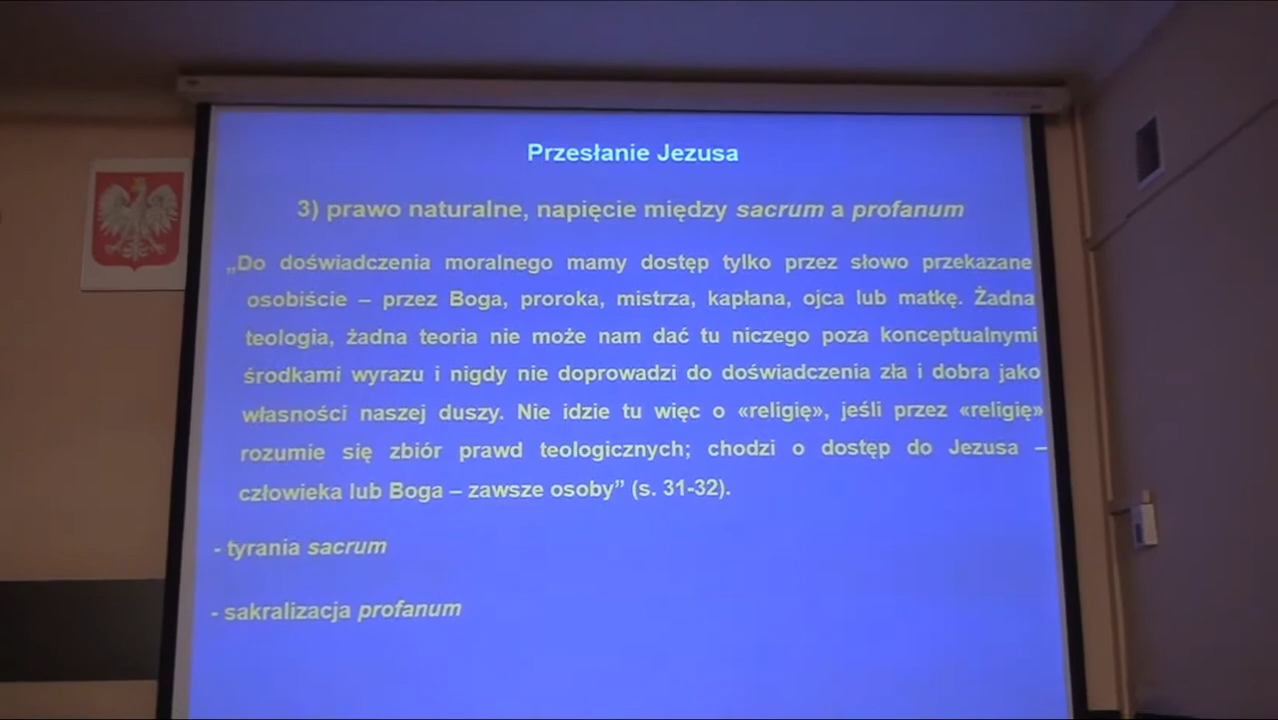 Przesłanie Jezusa
3) prawo naturalne, napięcie między sacrum a profanum
„Do doświadczenia moralnego mamy dostęp tylko przez słowo przekazane
osobiście – przez Boga, proroka, mistrza, kapłana, ojca lub matkę. Żadna
teologia, żadna teoria nie może nam dać tu niczego poza konceptualnymi
środkami wyrazu i nigdy nie doprowadzi do doświadczenia zła i dobra jako
własności naszej duszy. Nie idzie tu więc o «religię», jeśli przez «religię»
rozumie się zbiór prawd teologicznych; chodzi o dostęp do Jezusa –
człowieka lub Boga – zawsze osoby” (s. 31-32).
- tyrania sacrum
- sakralizacja profanum